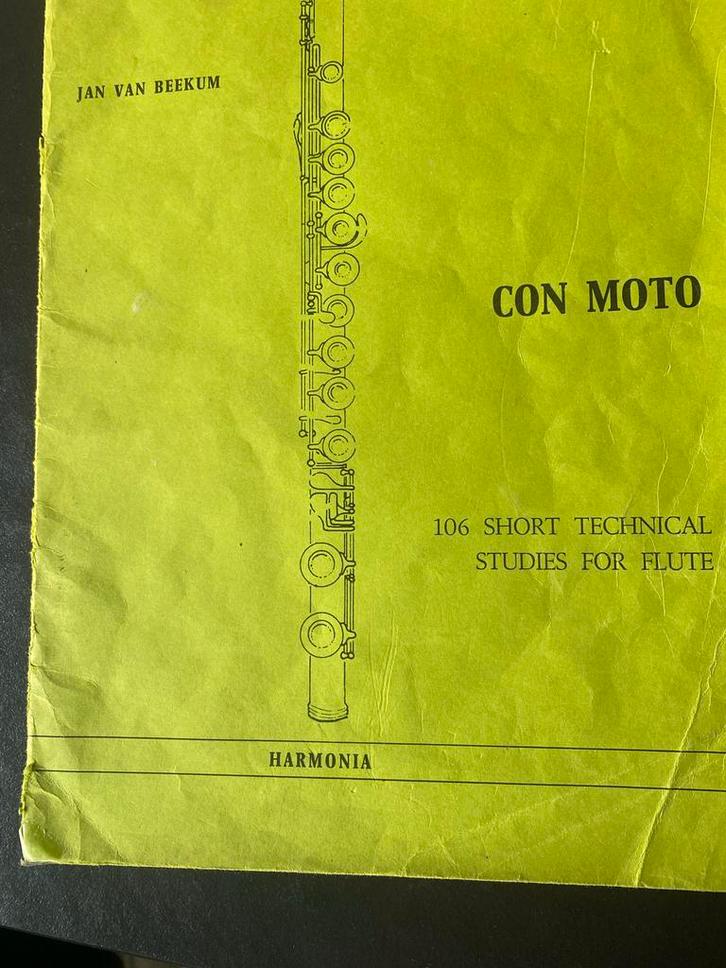 JAN VAN BEEKUM
CON MOTO
106 SHORT TECHNICAL
STUDIES FOR FLUTE
HARMONIA